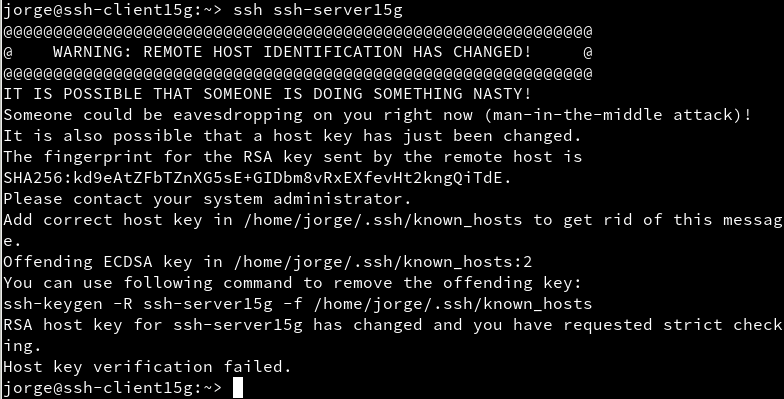 jorge@ssh-client15g:~> ssh ssh-server15g
@@@@@@@@@@@@@@@@@@@@@@@@@@@@@@@@@@@@@@@@@@@@@@@@@@@@@@@@@@@
@    WARNING: REMOTE HOST IDENTIFICATION HAS CHANGED!     @
@@@@@@@@@@@@@@@@@@@@@@@@@@@@@@@@@@@@@@@@@@@@@@@@@@@@@@@@@@@
IT IS POSSIBLE THAT SOMEONE IS DOING SOMETHING NASTY!
Someone could be eavesdropping on you right now (man-in-the-middle attack)!
It is also possible that a host key has just been changed.
The fingerprint for the RSA key sent by the remote host is
SHA256:kd9eAtZFbTZnXG5sE+GIDbm8vRxEXfevHt2kngQiTdE.
Please contact your system administrator.
Add correct host key in /home/jorge/.ssh/known_hosts to get rid of this messag
e.
Offending ECDSA key in /home/jorge/.ssh/known_hosts:2
You can use following command to remove the offending key:
ssh-keygen -R ssh-server15g -f /home/jorge/.ssh/known_hosts
RSA host key for ssh-server15g has changed and you have requested strict check
ing.
Host key verification failed.
jorge@ssh-client15g:~>